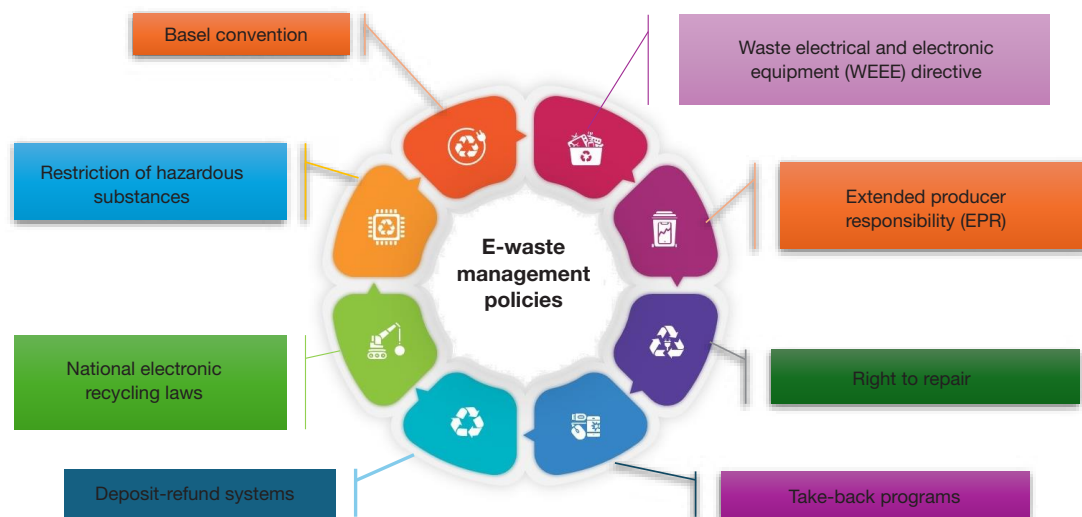 Basel convention
Waste electrical and electronic
equipment (WEEE) directive
Restriction of hazardous
substances
Extended producer
responsibility (EPR)
E-waste
management
policies
National electronic
recycling laws
Right to repair
Deposit-refund systems
Take-back programs